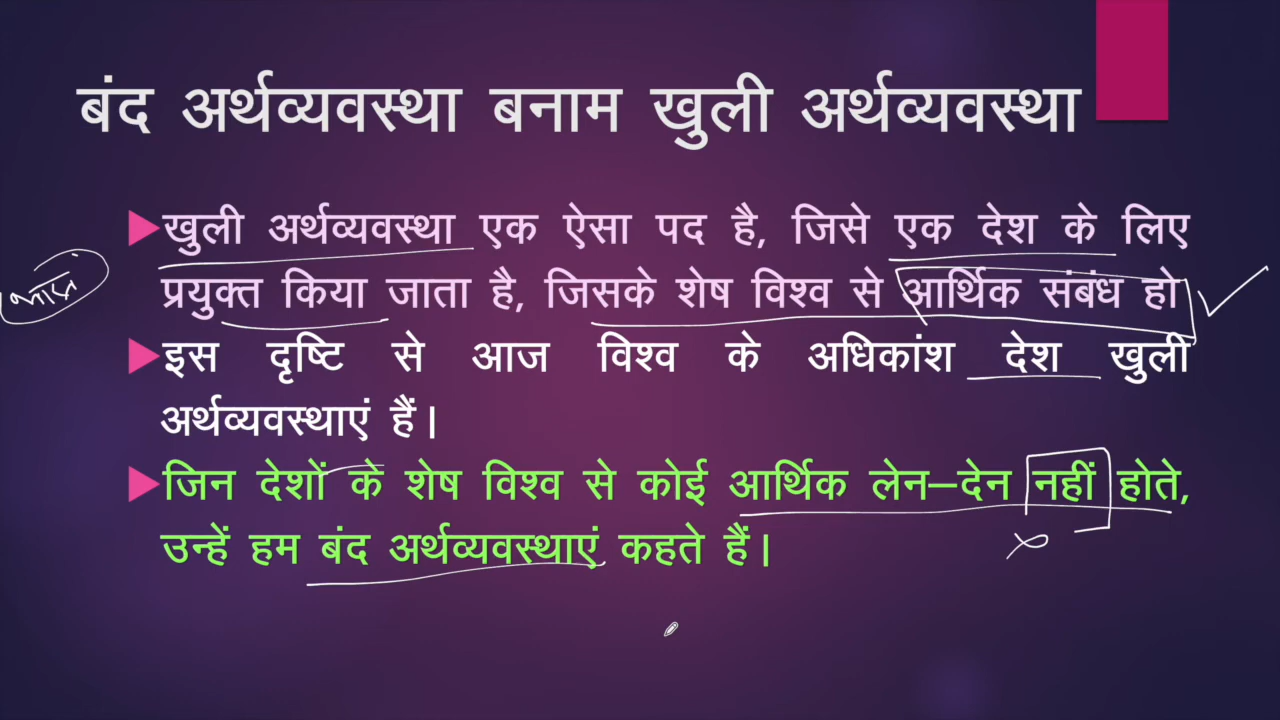 बंद अर्थव्यवस्था बनाम खुली अर्थव्यवस्था
खुली अर्थव्यवस्था एक ऐसा पद है, जिसे एक देश के लिए
प्रयुक्त किया जाता है, जिसके शेष विश्व से आर्थिक संबंध हो
इस दृष्टि से आज विश्व के अधिकांश देश खुली
अर्थव्यवस्थाएं हैं।
जिन देशों के शेष विश्व से कोई आर्थिक लेन–देन नहीं होते,
उन्हें हम बंद अर्थव्यवस्थाएं कहते हैं।